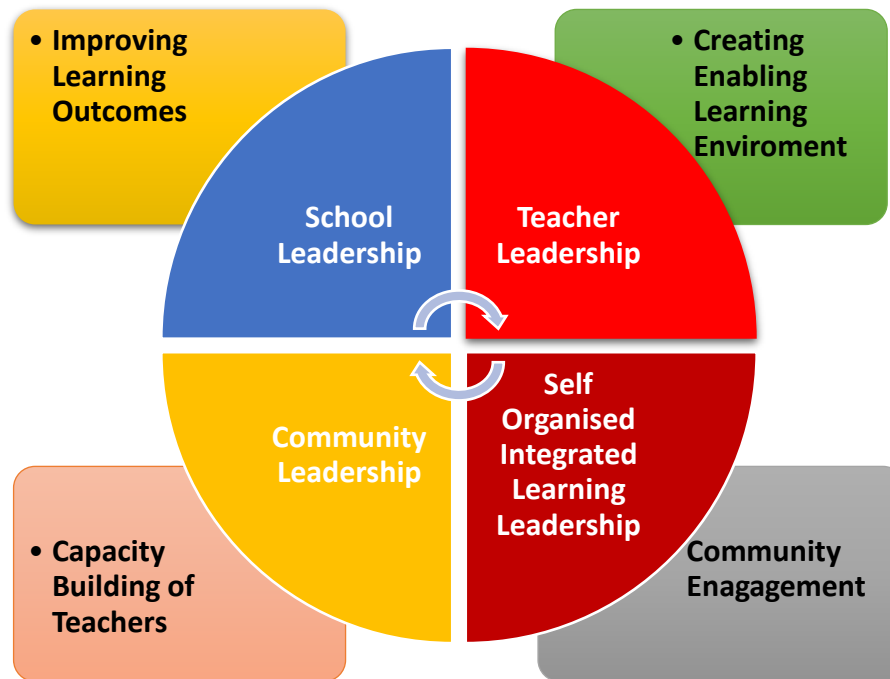 • Improving
Learning
Outcomes
• Creating
Enabling
Learning
Enviroment
School
Leadership
Teacher
Leadership
Community
Leadership
Self
Organised
Integrated
Learning
Leadership
• Capacity
Building of
Teachers
Community
Enagagement